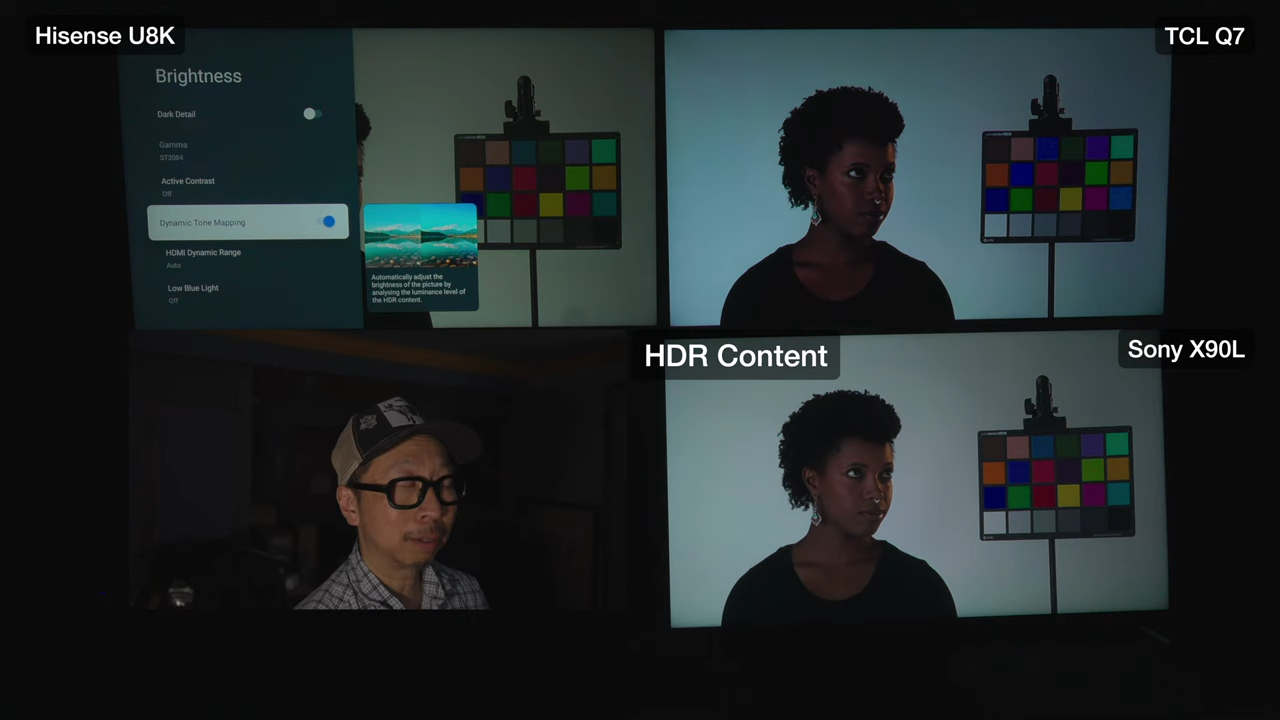 Hisense U8K
TCL Q7
Brightness
Dark Detail
Gamma
ST2084
Active Contrast
Off
Dynamic Tone Mapping
HDMI Dynamic Range
Auto
Low Blue Light
Off
Automatically adjust the
brightness of the picture by
analysing the luminance level of
the HDR content.
HDR Content
Sony X90L